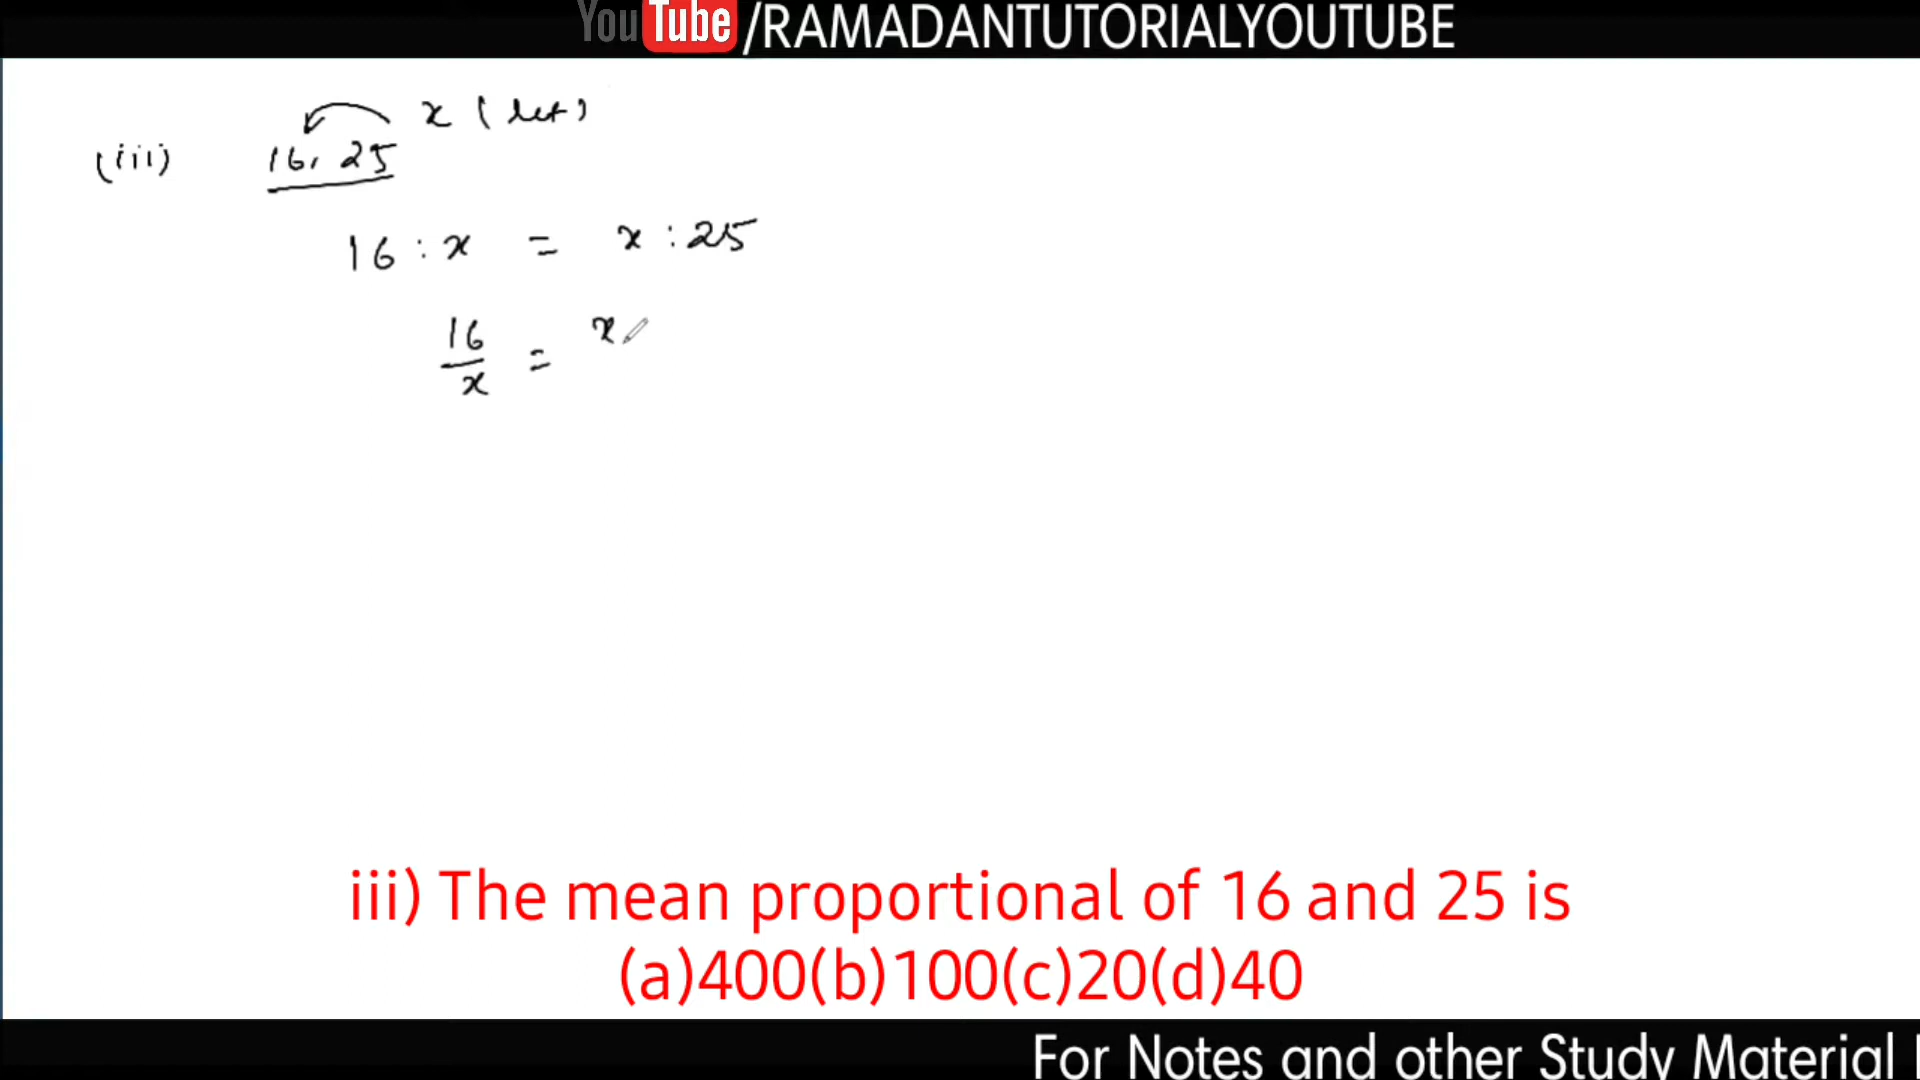 YouTube/RAMADANTUTORIALYOUTUBE
x (let)
(iii) 16, 25
16 : x = x : 25
16/x = x
iii) The mean proportional of 16 and 25 is
(a)400(b)100(c)20(d)40
For Notes and other Study Material